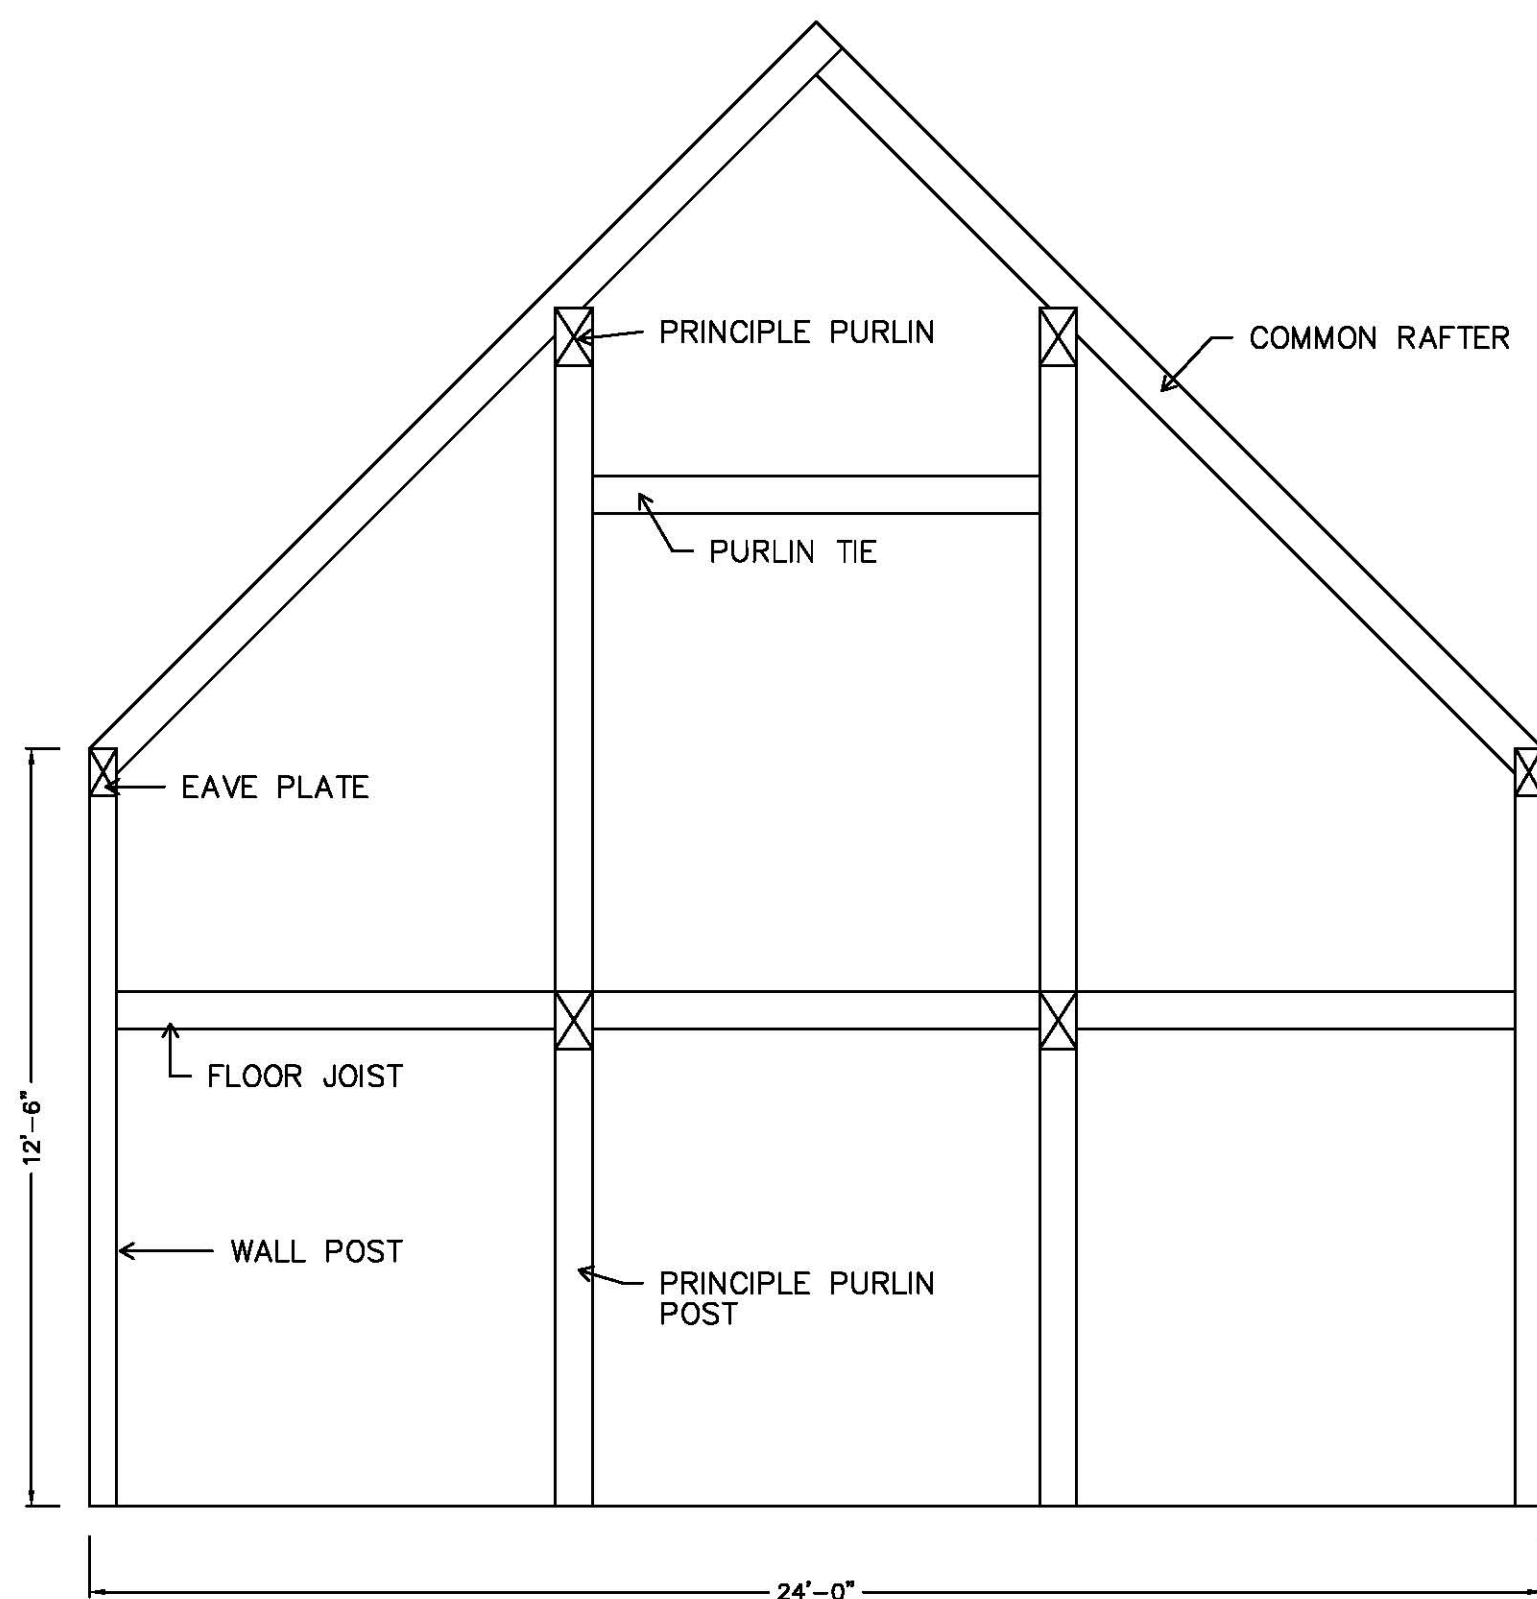 PRINCIPLE PURLIN
COMMON RAFTER
PURLIN TIE
EAVE PLATE
FLOOR JOIST
12'-6"
WALL POST
PRINCIPLE PURLIN
POST
24'-0"